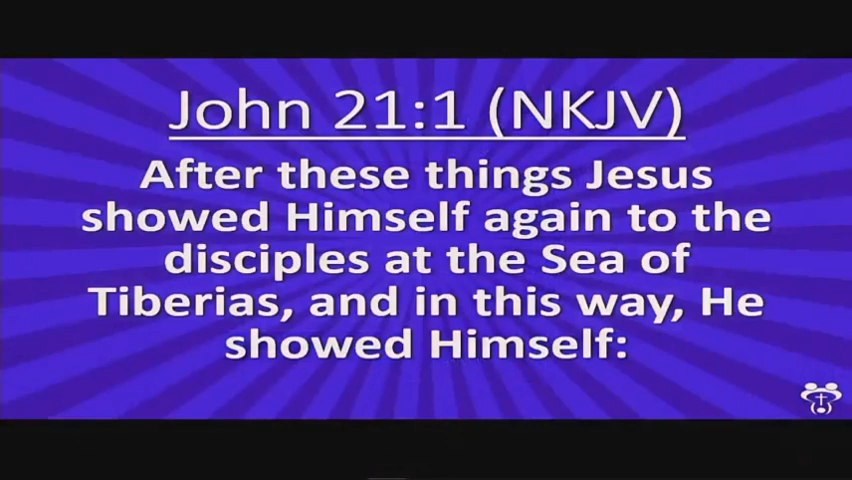 John 21:1 (NKJV)
After these things Jesus
showed Himself again to the
disciples at the Sea of
Tiberias, and in this way, He
showed Himself: